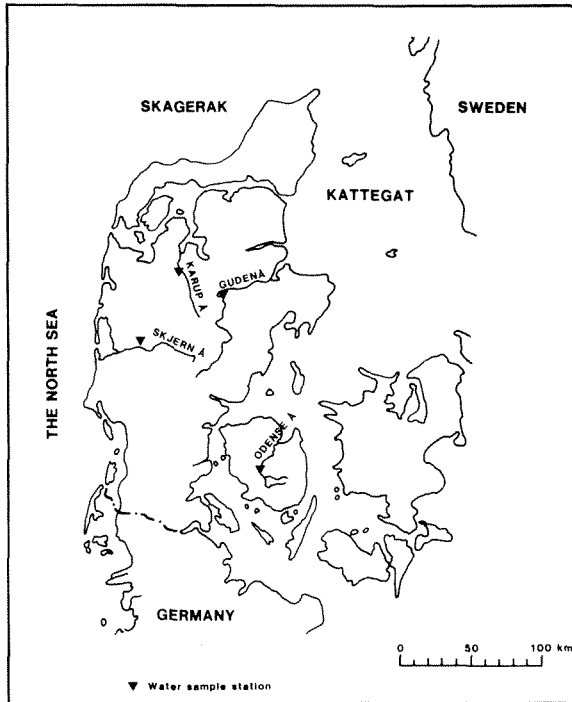 SKAGERAK
SWEDEN
KATTEGAT
KARUP Å
GUDENÅ
SKJERN Å
THE NORTH SEA
ODENSE Å
GERMANY
0 50 100 km
Water sample station